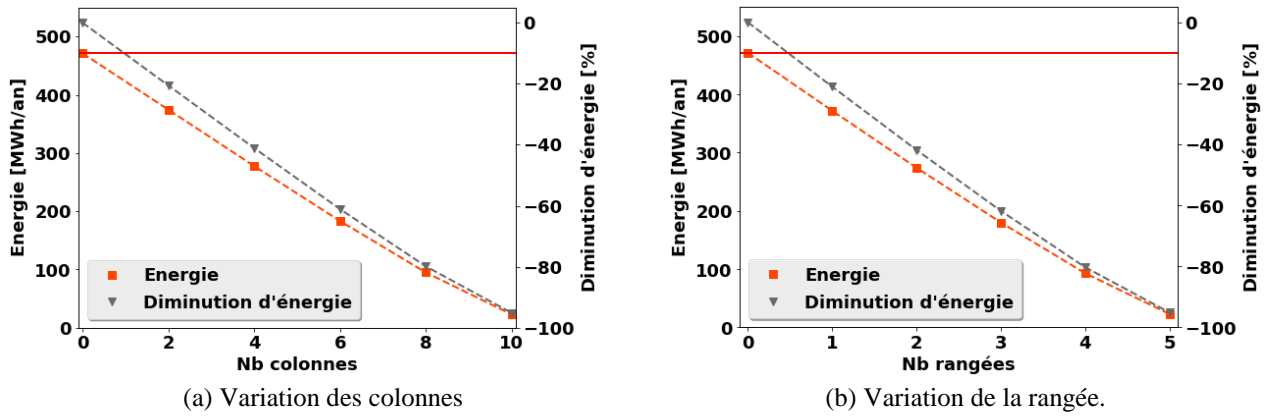 500
400
300
200
100
0
Energie [MWh/an]
0
−20
−40
−60
−80
−100
Diminution d'énergie [%]
Energie
Diminution d'énergie
0 2 4 6 8 10
Nb colonnes
(a) Variation des colonnes
500
400
300
200
100
0
Energie [MWh/an]
0
−20
−40
−60
−80
−100
Diminution d'énergie [%]
Energie
Diminution d'énergie
0 1 2 3 4 5
Nb rangées
(b) Variation de la rangée.